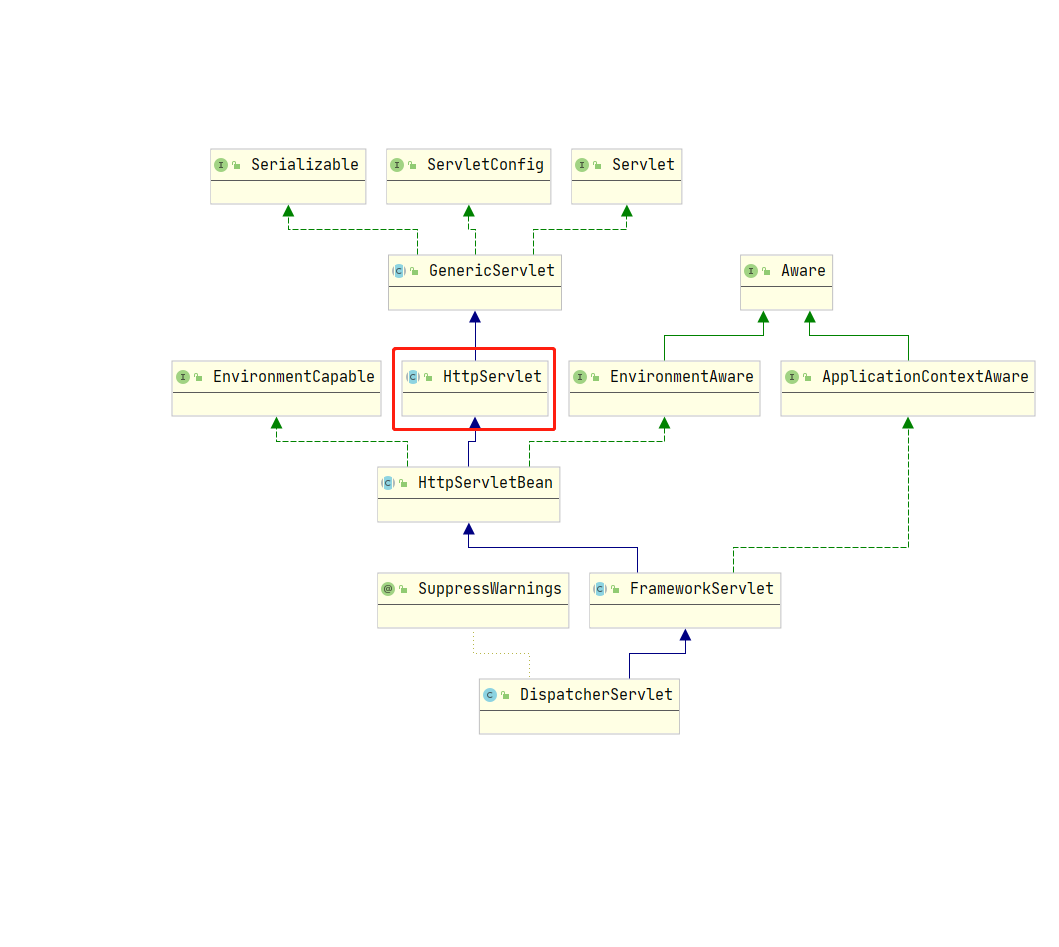 Serializable
ServletConfig
Servlet
GenericServlet
Aware
EnvironmentCapable
HttpServlet
EnvironmentAware
ApplicationContextAware
HttpServletBean
SuppressWarnings
FrameworkServlet
DispatcherServlet